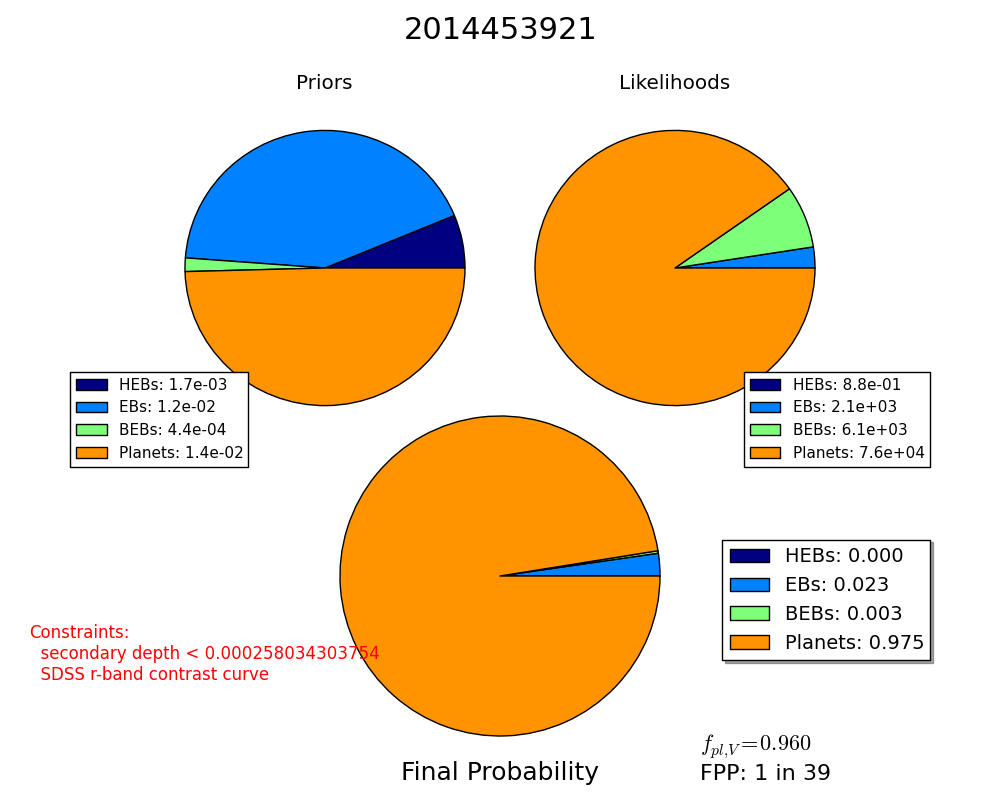 2014453921
Priors
Likelihoods
HEBs: 1.7e-03
EBs: 1.2e-02
BEBs: 4.4e-04
Planets: 1.4e-02
HEBs: 8.8e-01
EBs: 2.1e+03
BEBs: 6.1e+03
Planets: 7.6e+04
HEBs: 0.000
EBs: 0.023
BEBs: 0.003
Planets: 0.975
Constraints:
secondary depth < 0.000258034303754
SDSS r-band contrast curve
f_{pl,V}=0.960
Final Probability
FPP: 1 in 39